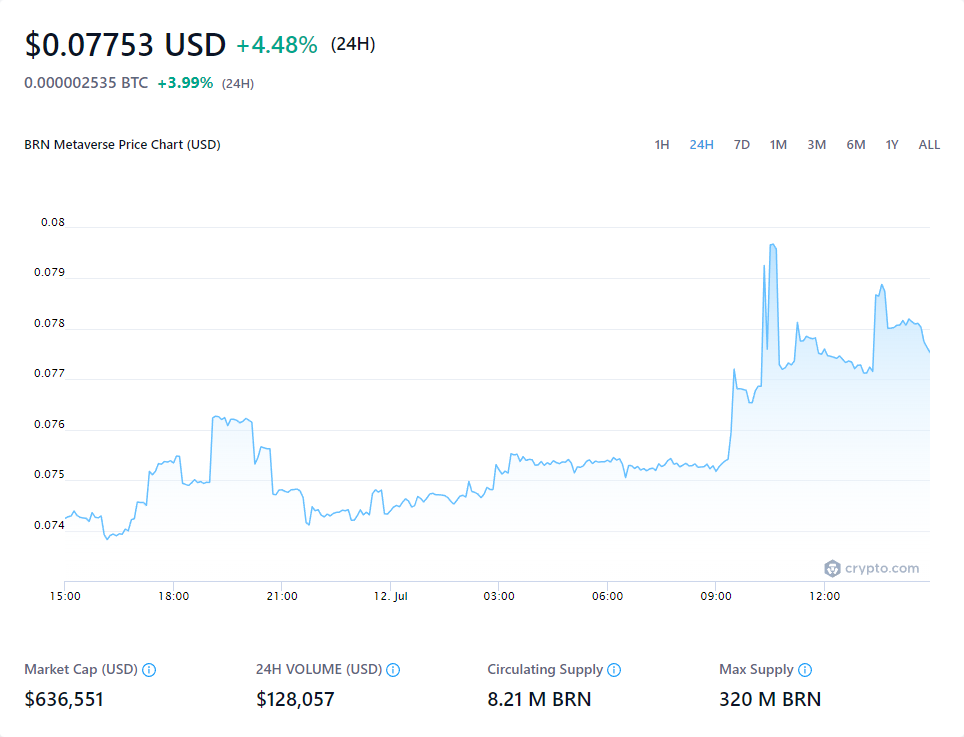 $0.07753 USD +4.48% (24H)
0.000002535 BTC +3.99% (24H)
BRN Metaverse Price Chart (USD) 1H 24H 7D 1M 3M 6M 1Y ALL
0.08
0.079
0.078
0.077
0.076
0.075
0.074
crypto.com
15:00 18:00 21:00 12. Jul 03:00 06:00 09:00 12:00
Market Cap (USD) 24H VOLUME (USD) Circulating Supply Max Supply
$636,551 $128,057 8.21 M BRN 320 M BRN